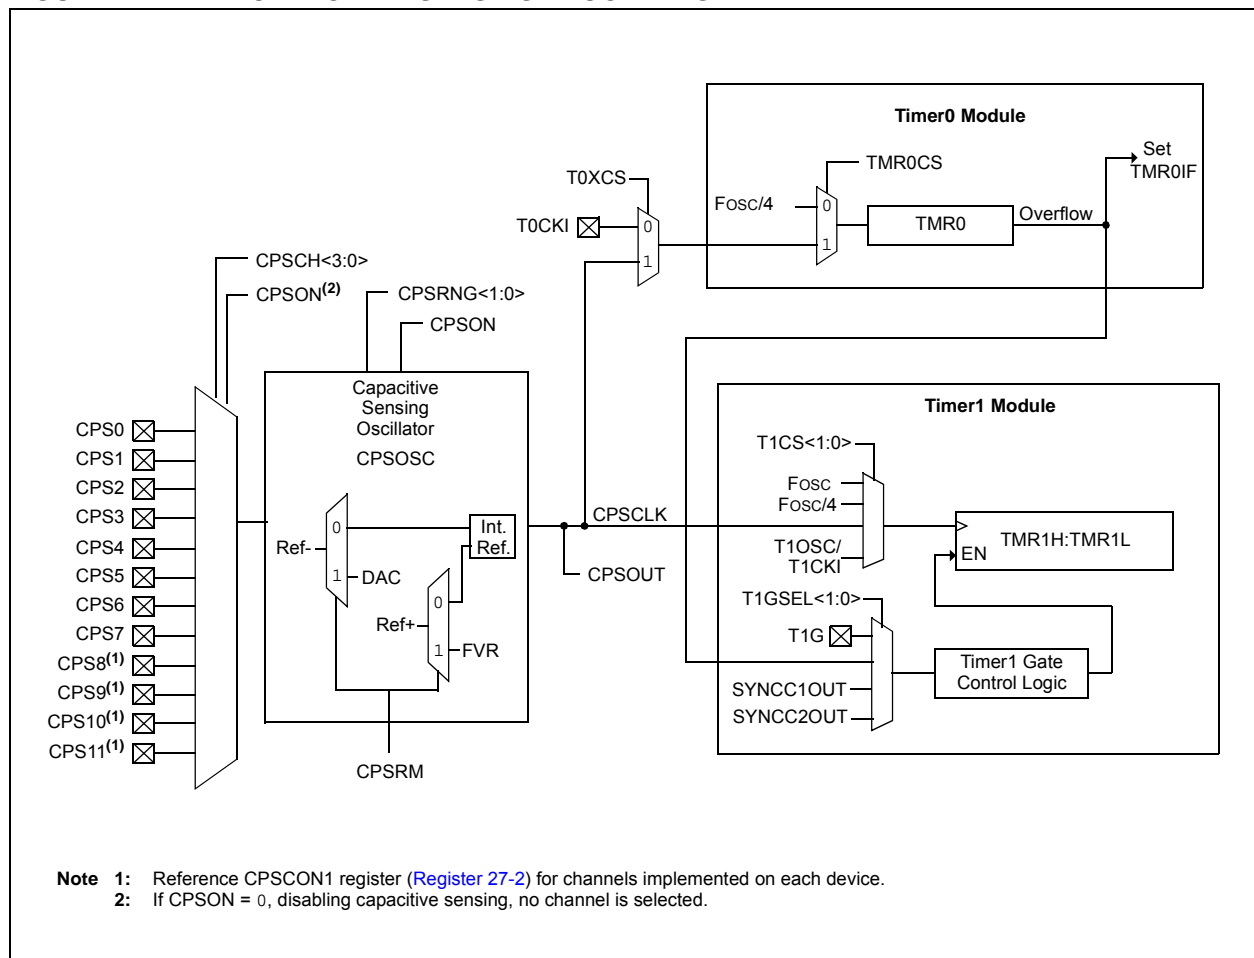 Timer0 Module
Set
TMR0IF
TMR0CS
T0XCS
FOSC/4
0
1
TMR0
Overflow
T0CKI
0
1
CPSCH<3:0>
CPSON(2)
CPSRNG<1:0>
CPSON
Capacitive
Sensing
Oscillator
CPSOSC
Timer1 Module
T1CS<1:0>
FOSC
FOSC/4
T1OSC/
T1CKI
TMR1H:TMR1L
EN
CPS0
CPS1
CPS2
CPS3
CPS4
CPS5
CPS6
CPS7
CPS8(1)
CPS9(1)
CPS10(1)
CPS11(1)
0
Ref-
1
DAC
Int.
Ref.
0
Ref+
1
FVR
CPSRM
CPSCLK
CPSOUT
T1GSEL<1:0>
T1G
SYNCC1OUT
SYNCC2OUT
Timer1 Gate
Control Logic
Note 1: Reference CPSCON1 register (Register 27-2) for channels implemented on each device.
2: If CPSON = 0, disabling capacitive sensing, no channel is selected.